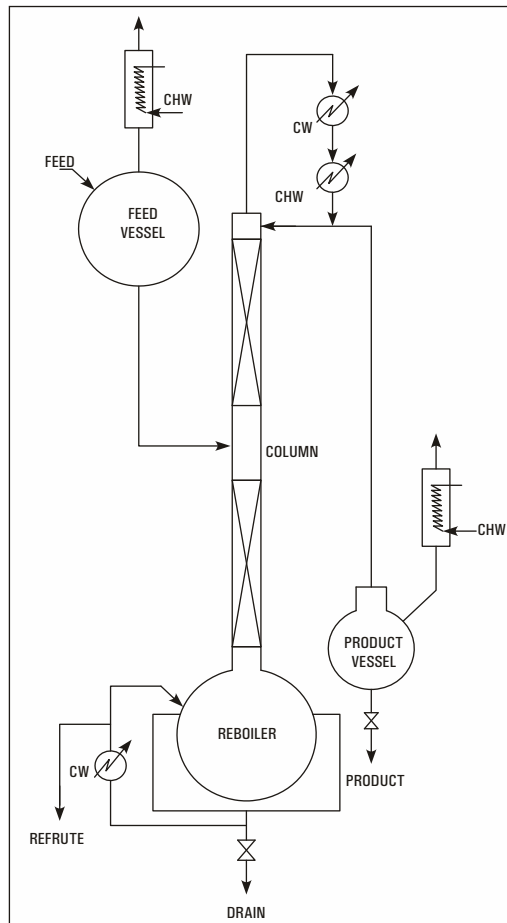 CHW
FEED
FEED
VESSEL
CW
CHW
COLUMN
CHW
PRODUCT
VESSEL
REBOILER
CW
PRODUCT
REFRUTE
DRAIN